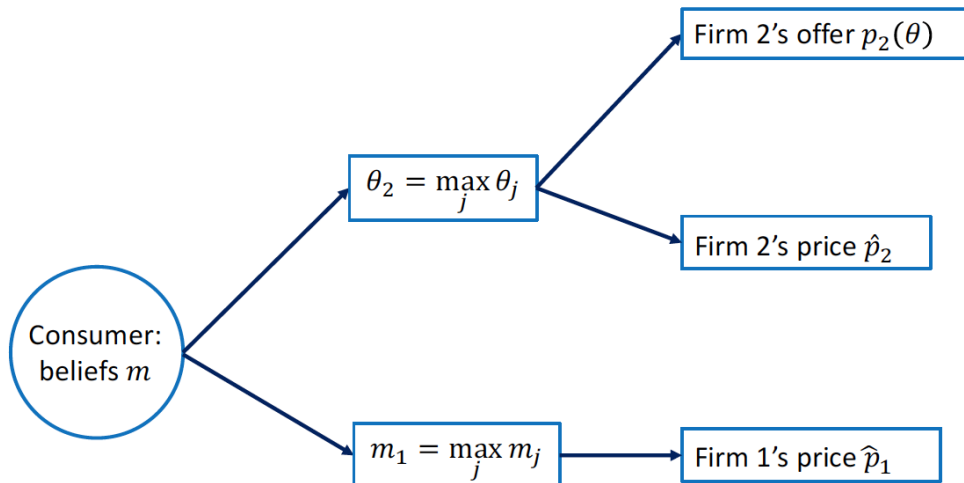 Firm 2’s offer p₂(θ)
θ₂ = max θⱼ
j
Firm 2’s price p̂₂
Consumer:
beliefs m
m₁ = max mⱼ
j
Firm 1’s price p̂₁